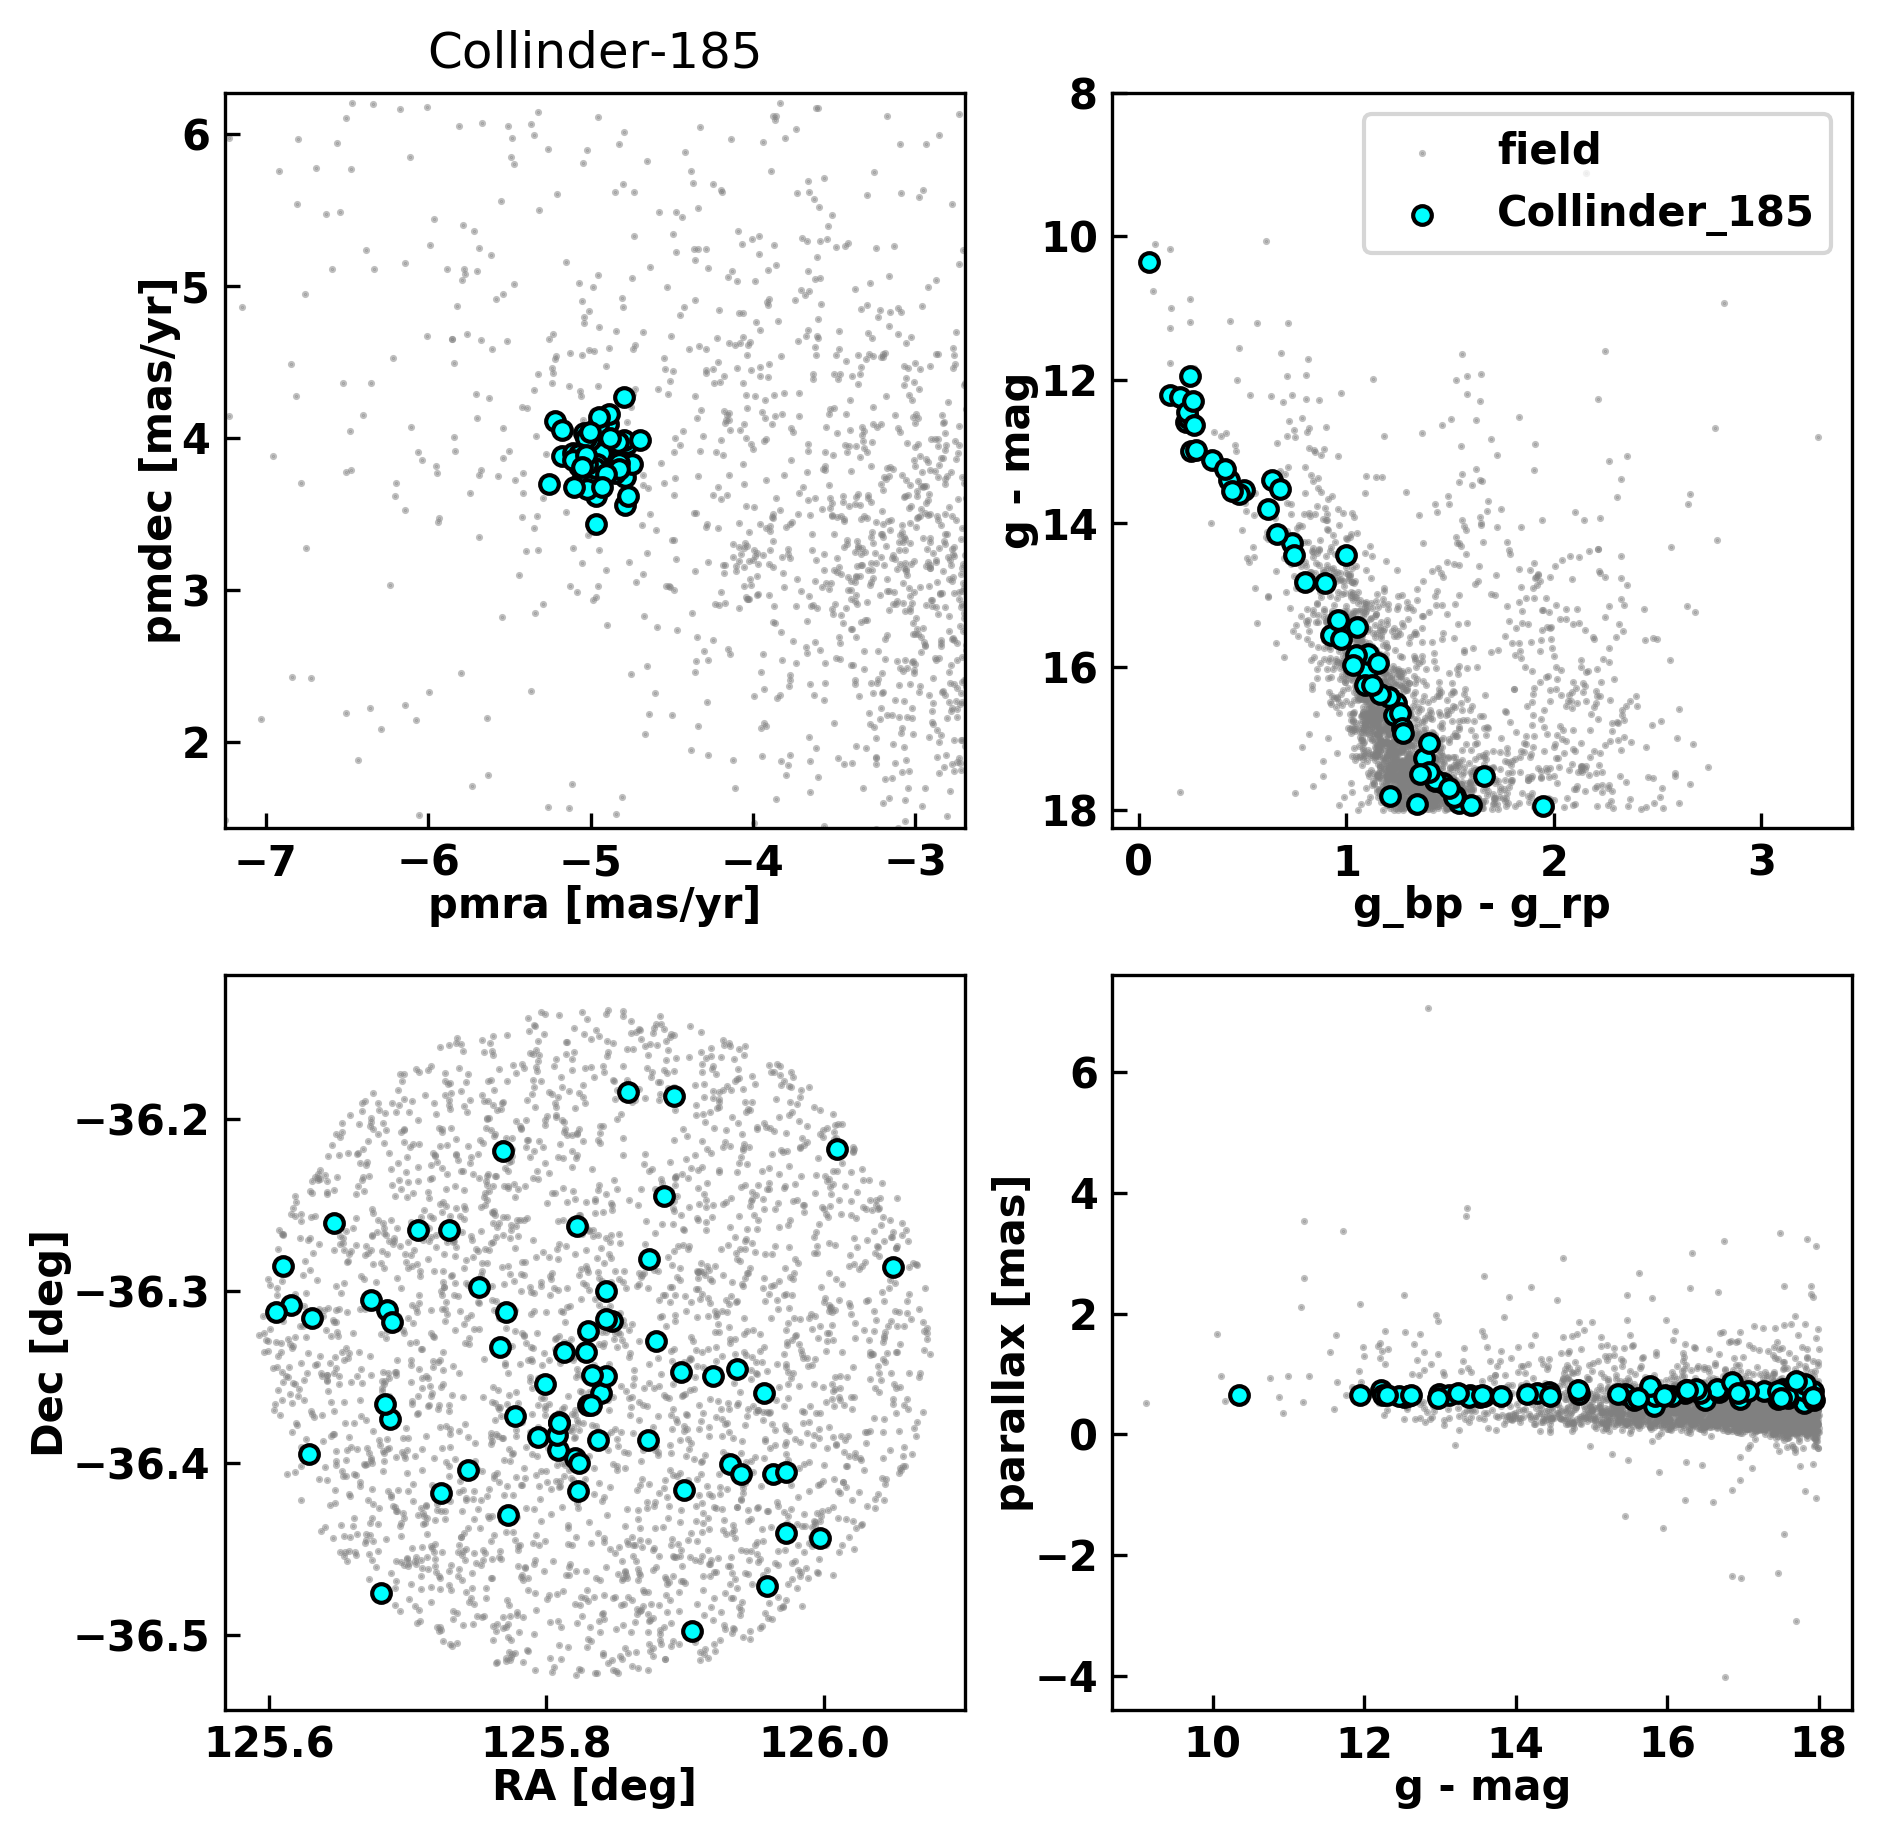 Collinder-185
6
5
4
3
2
pmdec [mas/yr]
−7 −6 −5 −4 −3
pmra [mas/yr]
8
10
12
14
16
18
g - mag
field
Collinder_185
0 1 2 3
g_bp - g_rp
−36.2
−36.3
−36.4
−36.5
Dec [deg]
125.6 125.8 126.0
RA [deg]
6
4
2
0
−2
−4
parallax [mas]
10 12 14 16 18
g - mag